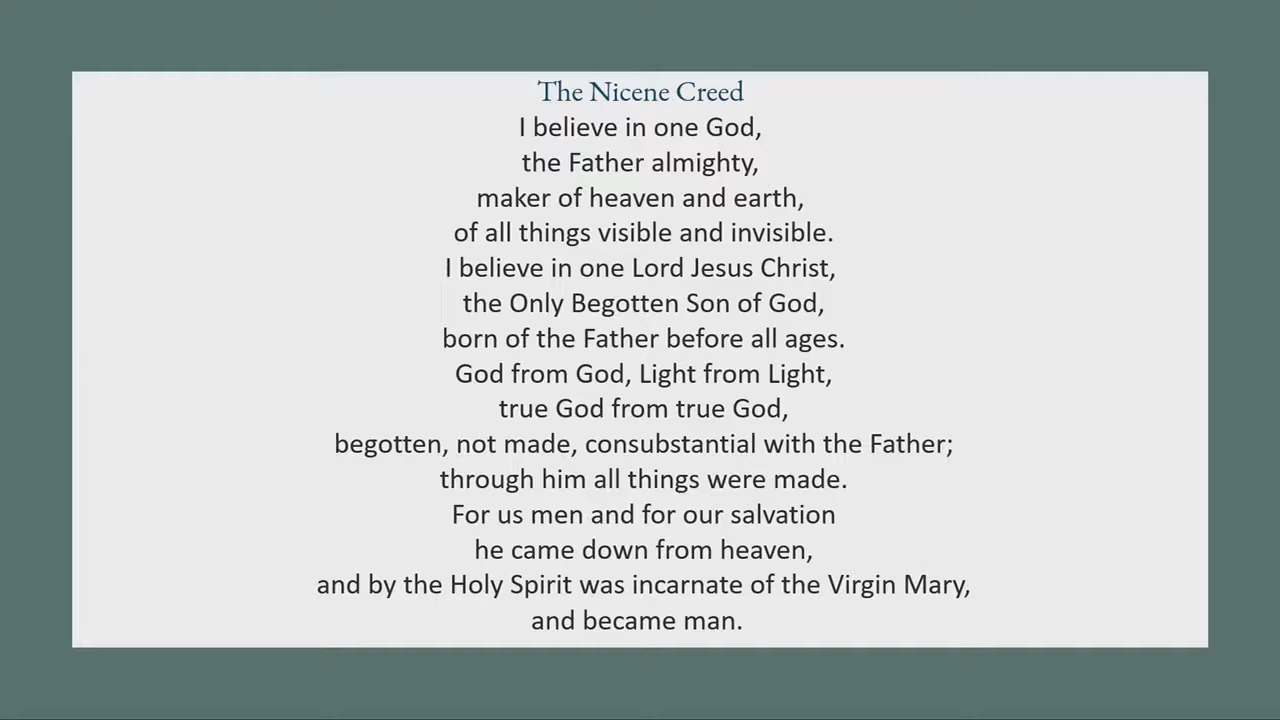 The Nicene Creed
I believe in one God,
the Father almighty,
maker of heaven and earth,
of all things visible and invisible.
I believe in one Lord Jesus Christ,
the Only Begotten Son of God,
born of the Father before all ages.
God from God, Light from Light,
true God from true God,
begotten, not made, consubstantial with the Father;
through him all things were made.
For us men and for our salvation
he came down from heaven,
and by the Holy Spirit was incarnate of the Virgin Mary,
and became man.